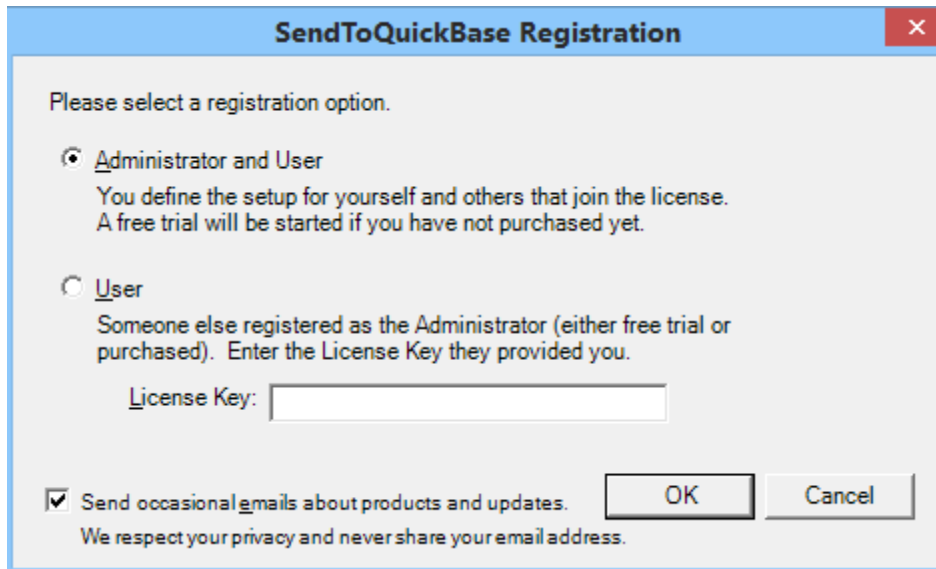 SendToQuickBase Registration
Please select a registration option.
Administrator and User
You define the setup for yourself and others that join the license.
A free trial will be started if you have not purchased yet.
User
Someone else registered as the Administrator (either free trial or
purchased). Enter the License Key they provided you.
License Key:
Send occasional emails about products and updates.
OK
Cancel
We respect your privacy and never share your email address.